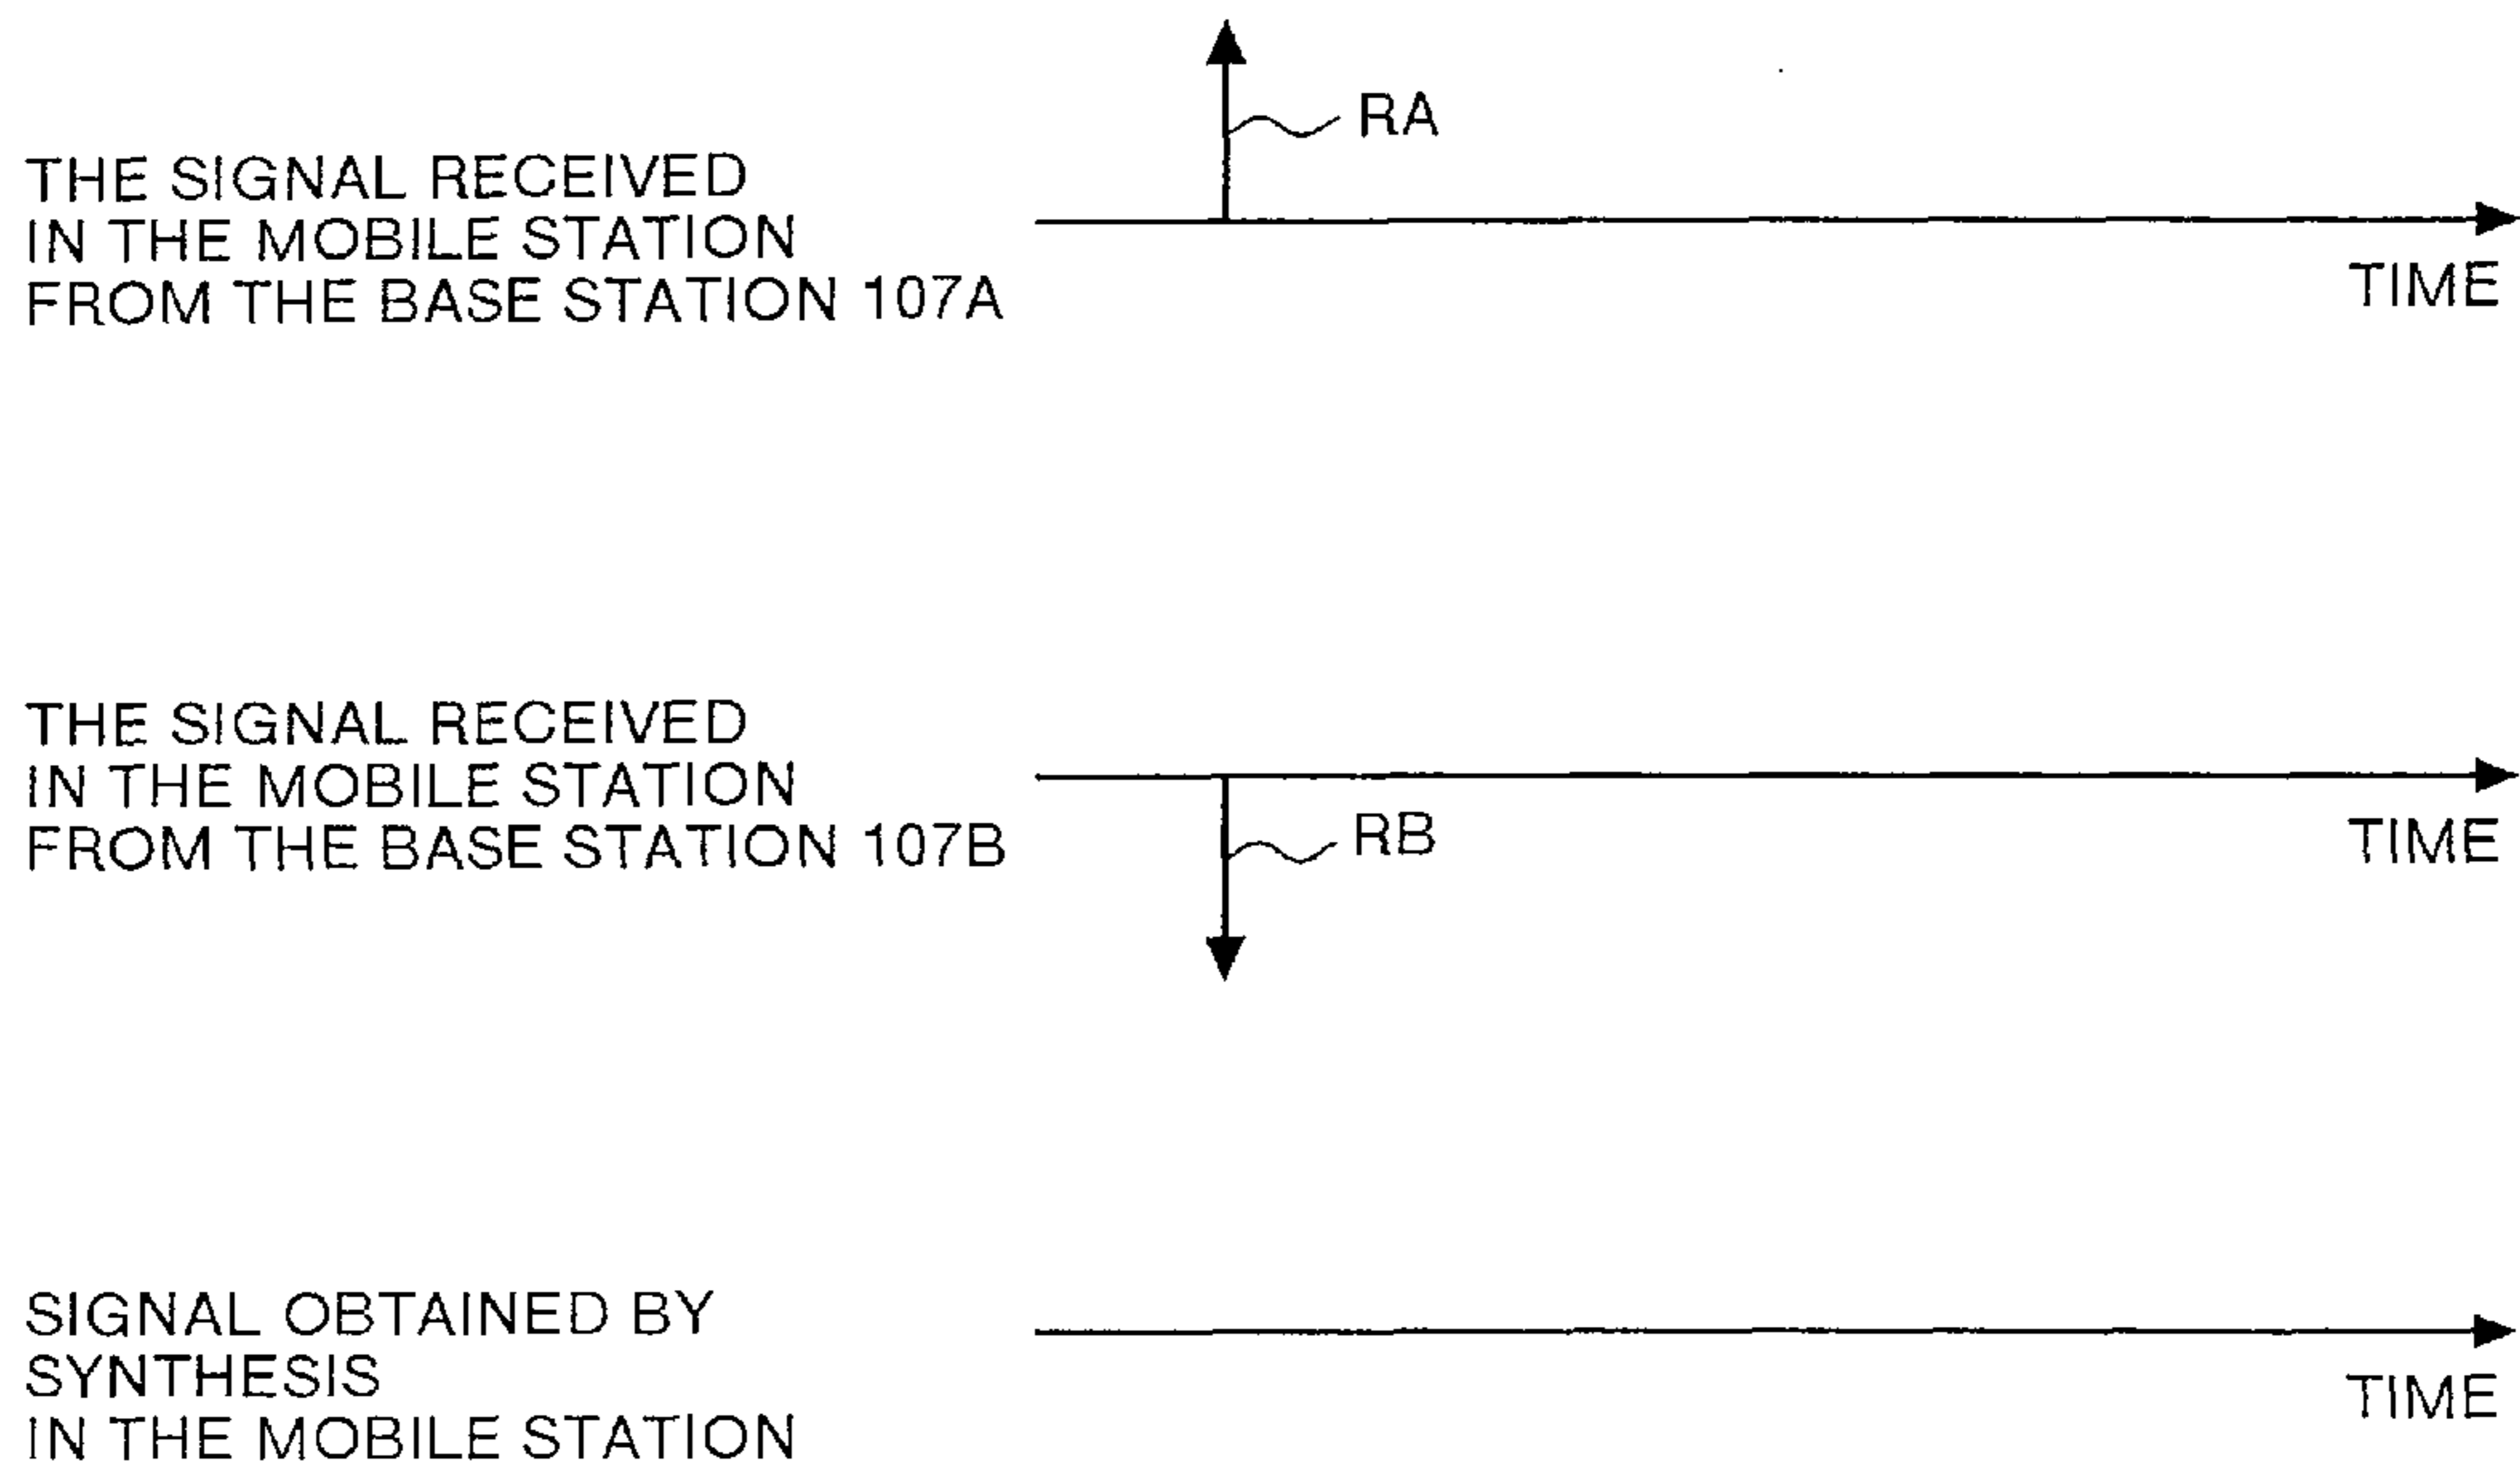 RA
THE SIGNAL RECEIVED
IN THE MOBILE STATION
FROM THE BASE STATION 107A
TIME
THE SIGNAL RECEIVED
IN THE MOBILE STATION
FROM THE BASE STATION 107B
RB
TIME
SIGNAL OBTAINED BY
SYNTHESIS
IN THE MOBILE STATION
TIME